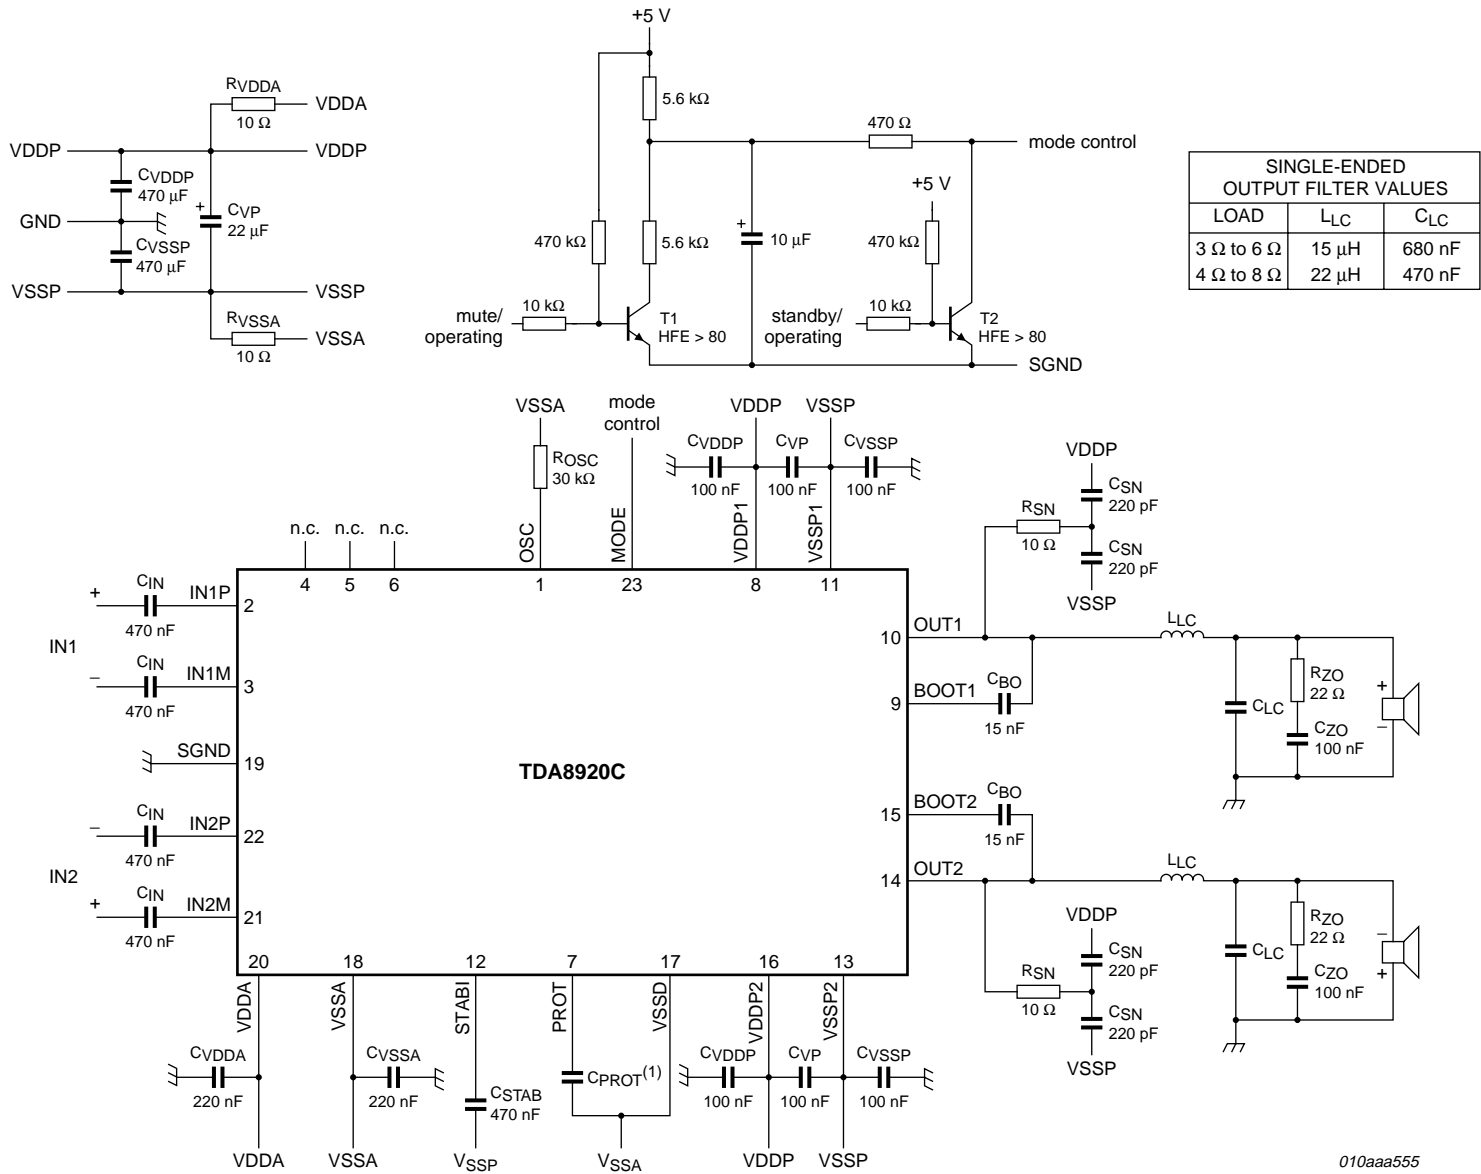 +5 V
RVDDA
10 Ω
VDDA
VDDP
VDDP
CVDDP
470 μF
GND
CVP
22 μF
+
CVSSP
470 μF
VSSP
VSSP
RVSSA
10 Ω
VSSA
5.6 kΩ
470 Ω
mode control
+5 V
470 kΩ
5.6 kΩ
+
10 μF
470 kΩ
mute/
operating
10 kΩ
T1
HFE > 80
standby/
operating
10 kΩ
T2
HFE > 80
SGND
SINGLE-ENDED
OUTPUT FILTER VALUES
LOAD LLC CLC
3 Ω to 6 Ω 15 μH 680 nF
4 Ω to 8 Ω 22 μH 470 nF
VSSA
ROSC
30 kΩ
OSC
1
mode
control
MODE
23
VDDP
VSSP
CVDDP
100 nF
CVP
100 nF
CVSSP
100 nF
VDDP1
8
VSSP1
11
n.c. n.c. n.c.
4 5 6
VDDP
CSN
220 pF
RSN
10 Ω
CSN
220 pF
VSSP
+
CIN
470 nF
IN1P
2
IN1
−
CIN
470 nF
IN1M
3
SGND
19
−
CIN
470 nF
IN2P
22
IN2
+
CIN
470 nF
IN2M
21
TDA8920C
10
OUT1
LLC
9
BOOT1
CBO
15 nF
CLC
RZO
22 Ω
CZO
100 nF
+
−
15
BOOT2
CBO
15 nF
14
OUT2
LLC
VDDP
CSN
220 pF
RSN
10 Ω
CSN
220 pF
VSSP
CLC
RZO
22 Ω
CZO
100 nF
−
+
20 18 12 7 17 16 13
VDDA
VSSA
STABI
PROT
VSSD
VDDP2
VSSP2
CVDDA
220 nF
CVSSA
220 nF
CSTAB
470 nF
CPROT(1)
CVDDP
100 nF
CVP
100 nF
CVSSP
100 nF
VDDA VSSA VSSP VSSA VDDP VSSP
010aaa555